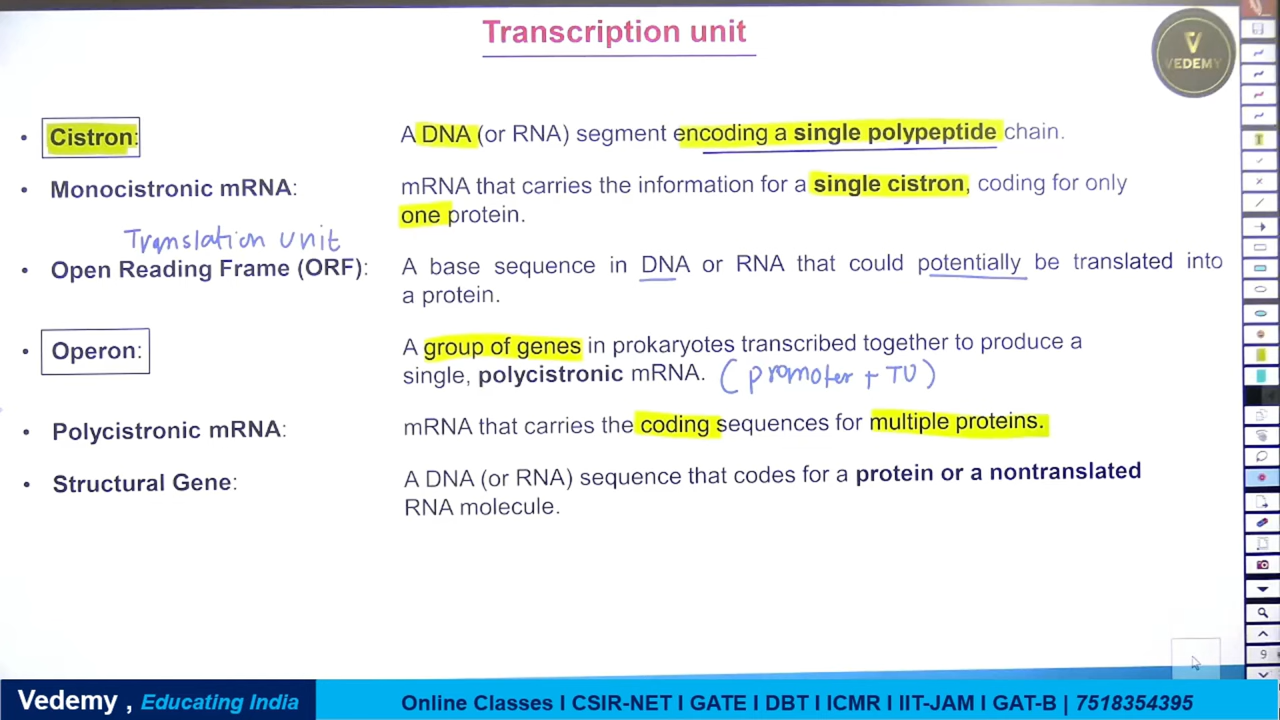 Transcription unit
V
VEDEMY
• Cistron: A DNA (or RNA) segment encoding a single polypeptide chain.
• Monocistronic mRNA: mRNA that carries the information for a single cistron, coding for only
one protein.
Translation unit
• Open Reading Frame (ORF): A base sequence in DNA or RNA that could potentially be translated into
a protein.
• Operon: A group of genes in prokaryotes transcribed together to produce a
single, polycistronic mRNA. (promoter + TU)
• Polycistronic mRNA: mRNA that carries the coding sequences for multiple proteins.
• Structural Gene: A DNA (or RNA) sequence that codes for a protein or a nontranslated
RNA molecule.
9
Vedemy , Educating India Online Classes I CSIR-NET I GATE I DBT I ICMR I IIT-JAM I GAT-B | 7518354395